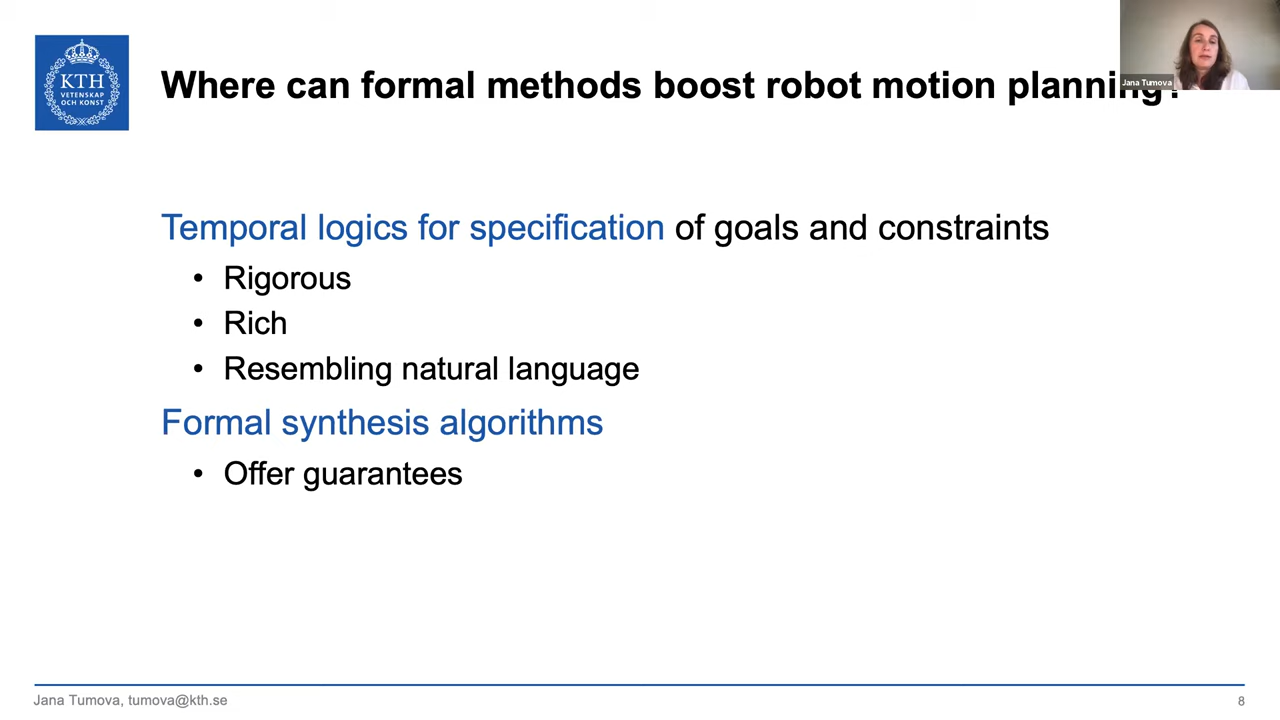 KTH
VETENSKAP
OCH KONST
Where can formal methods boost robot motion planning?
Jana Tumova
Temporal logics for specification of goals and constraints
• Rigorous
• Rich
• Resembling natural language
Formal synthesis algorithms
• Offer guarantees
Jana Tumova, tumova@kth.se
8